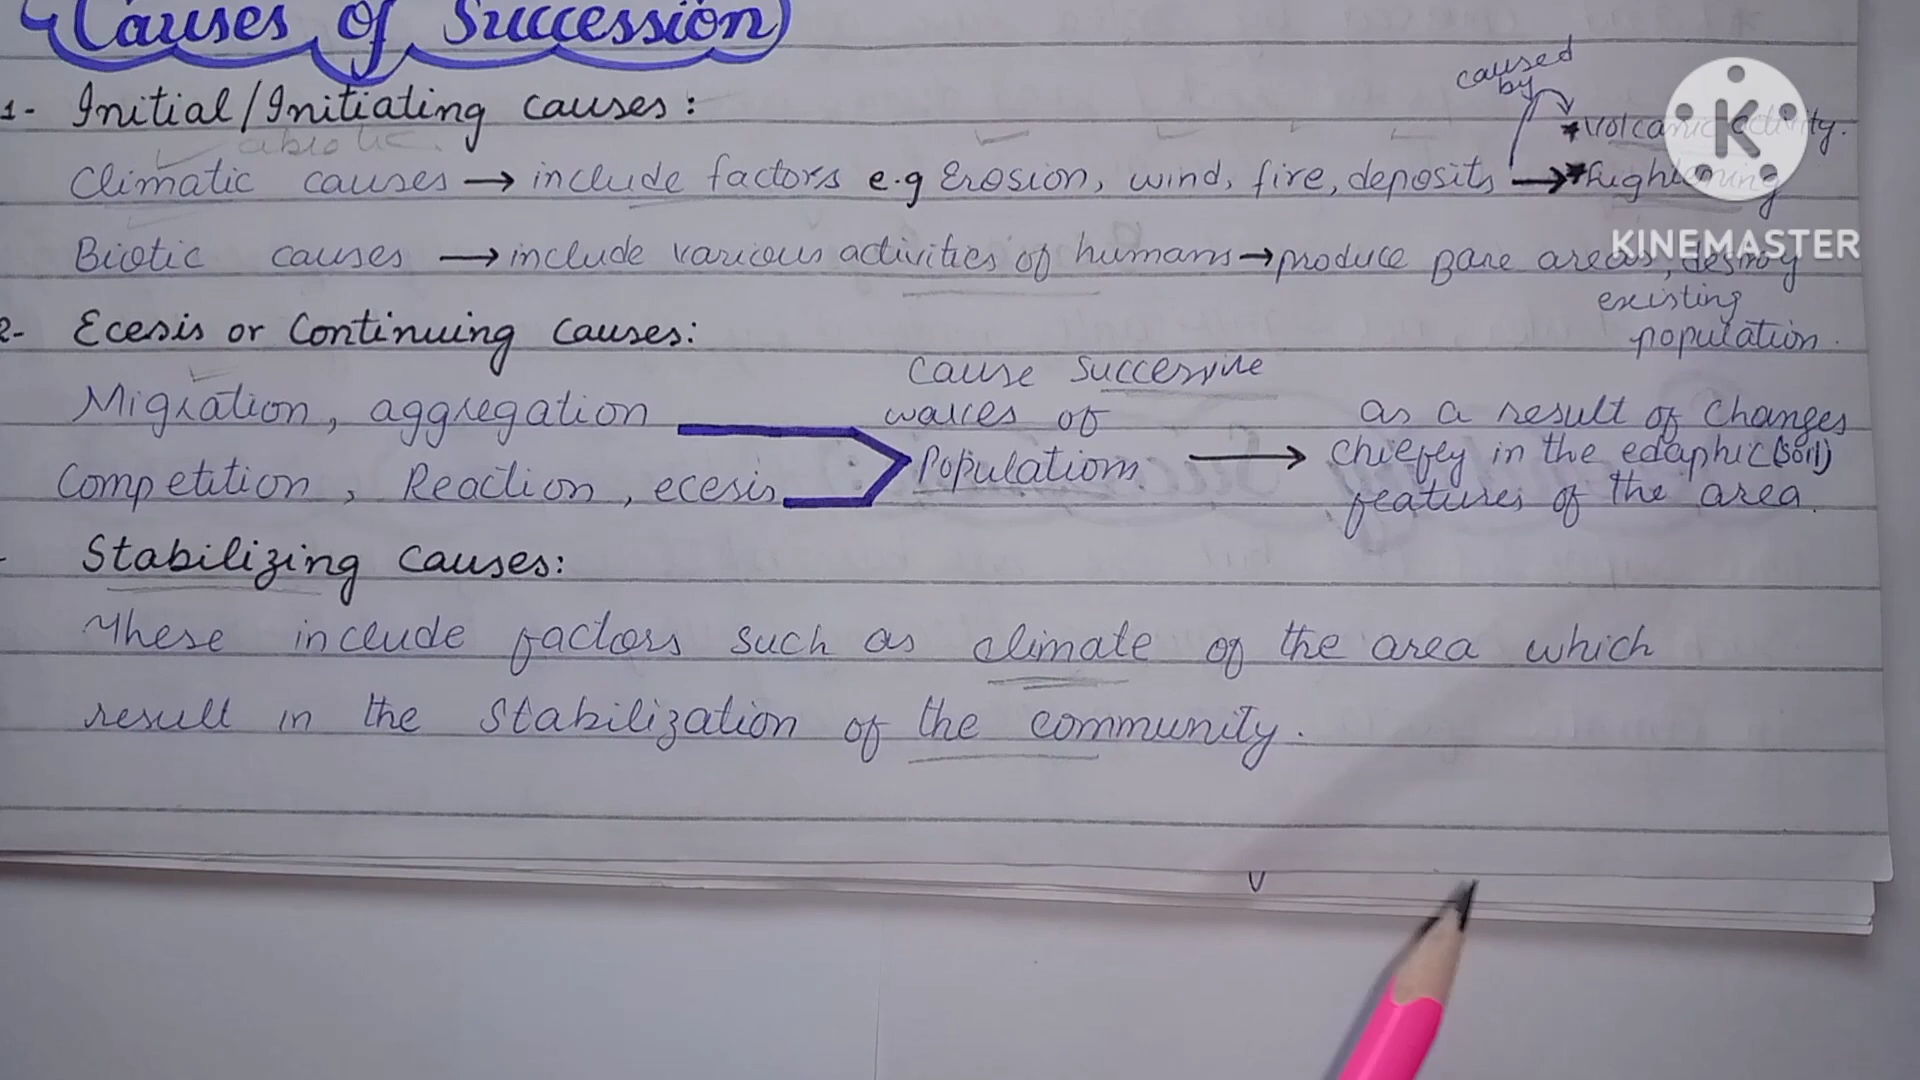 Causes of Succession
caused
by
1- Initial/Initiating causes:
abiotic
* Volcanic activity.
Climatic causes → include factors e.g Erosion, wind, fire, deposits → * Lightening
Biotic causes → include various activities of humans → produce bare areas, destroy
existing
population.
2- Ecesis or Continuing Causes:
Migration, aggregation
Competition, Reaction, ecesis
cause successive
waves of
Populations →
as a result of changes
chiefly in the edaphic (soil)
features of the area.
Stabilizing causes:
These include factors such as climate of the area which
result in the stabilization of the community.
K
KINEMASTER